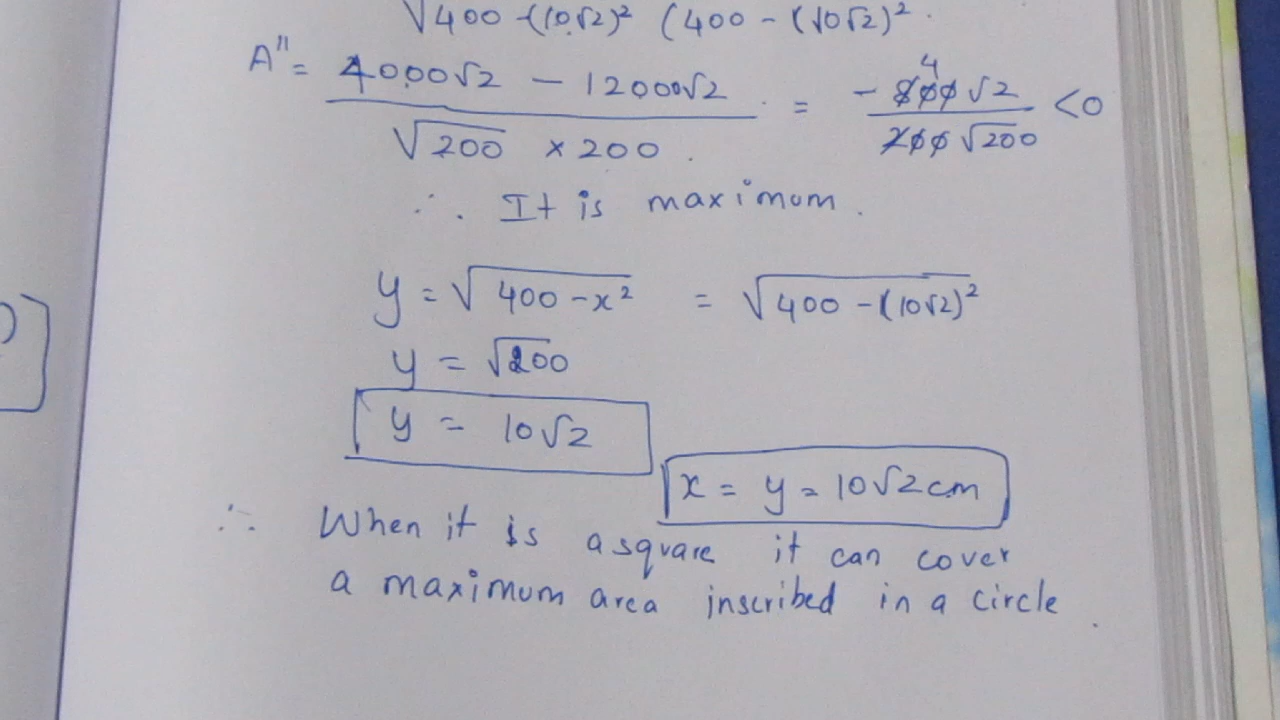 √400 -(10√2)² (400 - (10√2)².
A" = 4000√2 - 12000√2 / √200 × 200 . = - 800 √2 / 200 √200 <0
4
∴ It is maximum.
y = √400 -x² = √400 -(10√2)²
y = √200
y = 10√2
x = y = 10√2 cm
∴ When it is a square it can cover
a maximum area inscribed in a circle.